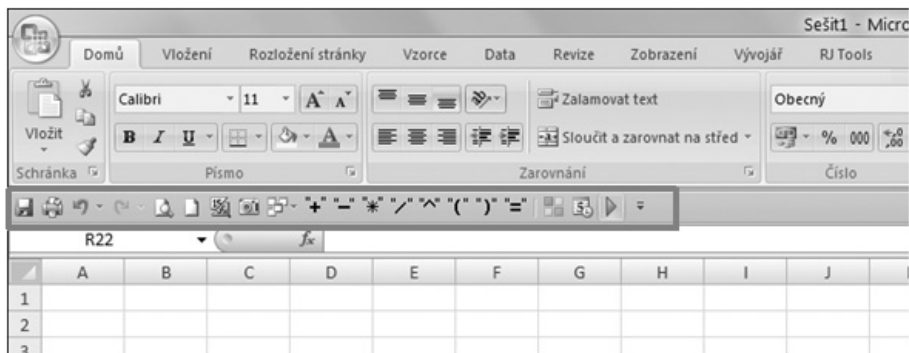 Sešit1 - Micro
Domů Vložení Rozložení stránky Vzorce Data Revize Zobrazení Vývojář RJ Tools
Calibri 11 A A Zalamovat text Obecný
Vložit B I U A Sloučit a zarovnat na střed % 000
Schránka Písmo Zarovnání Číslo
"+" "-" "*" "/" "^" "(" ")" "="
R22 fx
A B C D E F G H I J
1
2
3